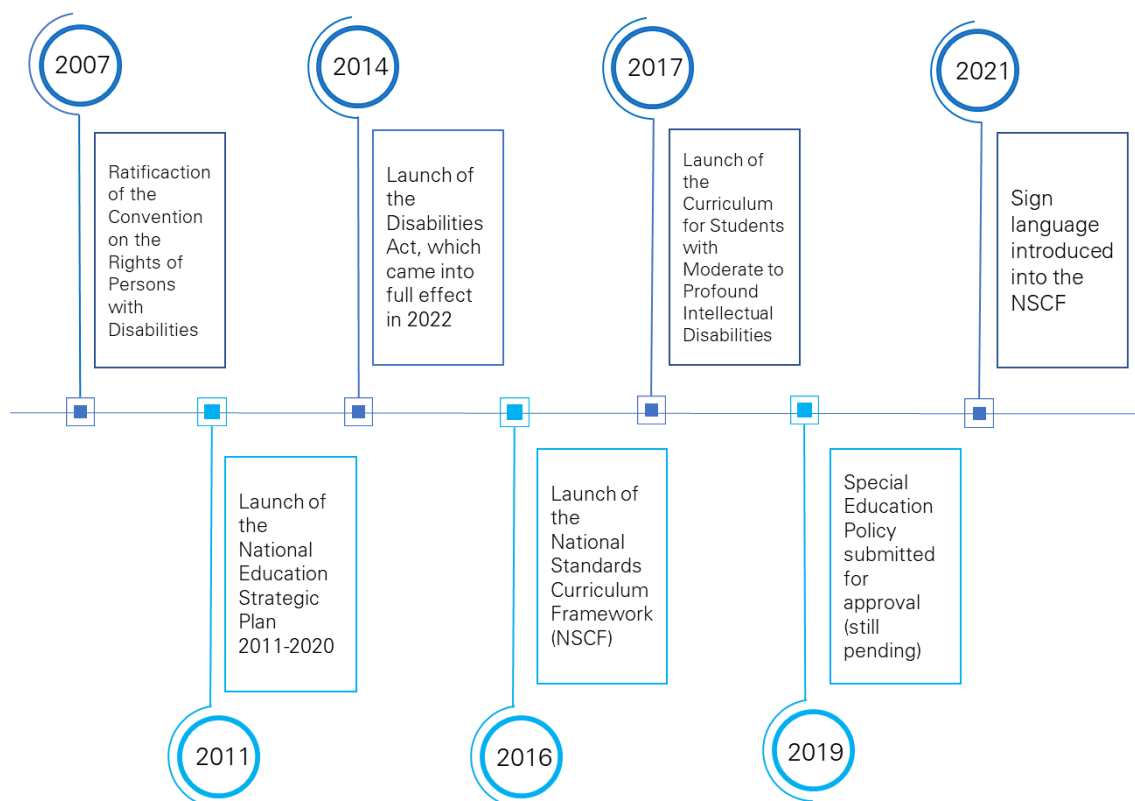 2007
Ratificaction
of the
Convention
on the
Rights of
Persons
with
Disabilities
2011
Launch of
the
National
Education
Strategic
Plan
2011-2020
2014
Launch of
the
Disabilities
Act, which
came into
full effect
in 2022
2016
Launch of
the
National
Standards
Curriculum
Framework
(NSCF)
2017
Launch of
the
Curriculum
for Students
with
Moderate to
Profound
Intellectual
Disabilities
2019
Special
Education
Policy
submitted
for
approval
(still
pending)
2021
Sign
language
introduced
into the
NSCF